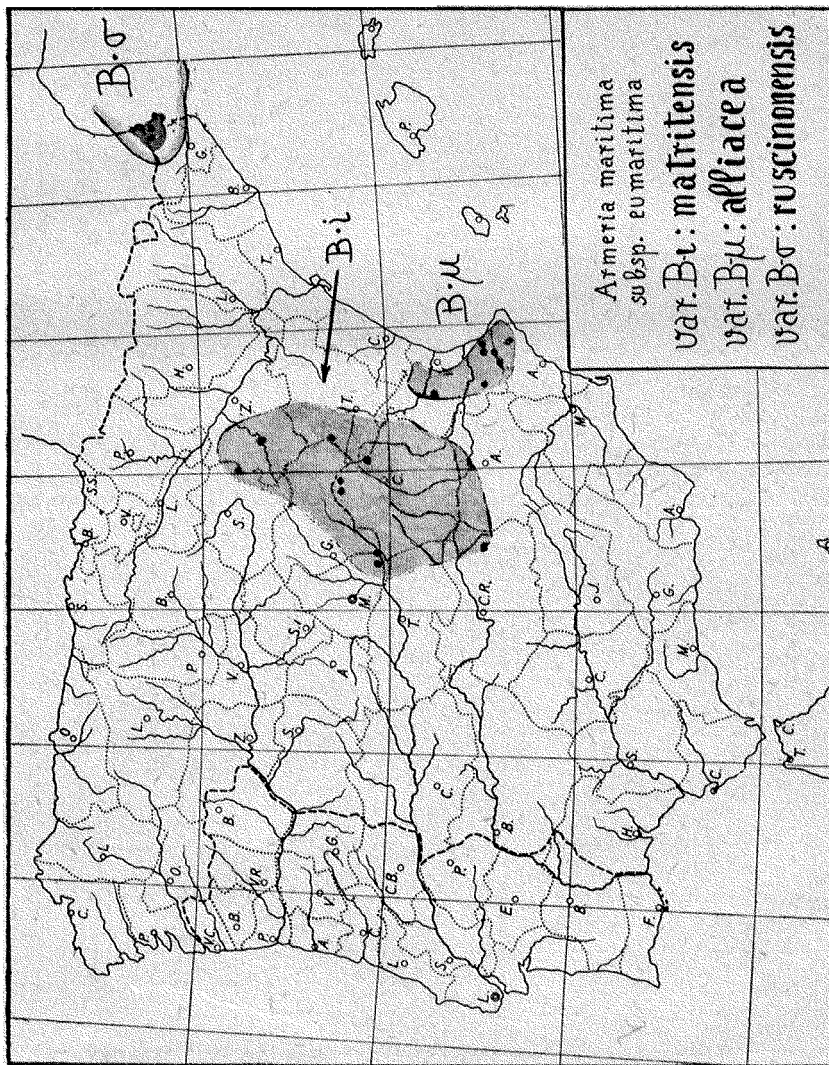 B·σ
B·i
B·μ
Armeria maritima
subsp. eumaritima
var. B·ι: matritensis
var. B·μ: alliacea
var. B·σ: ruscinonensis
C.
L.
O.
S.
B.
S.S.
V.
P.
L.
H.
L.
G.
B.
T.
P.
L.
P.
B.
S.
Z.
V.C.
O.
B.
V.R.
B.
Z.
V.
P.
A.
V.
G.
S.
A.
S.
M.
G.
T.
C.
C.B.
L.
S.
L.
P.
C.
T.
C.R.
C.
A.
E.
B.
B.
C.
J.
M.
A.
F.
H.
S.
C.
M.
G.
A.
T.
C.